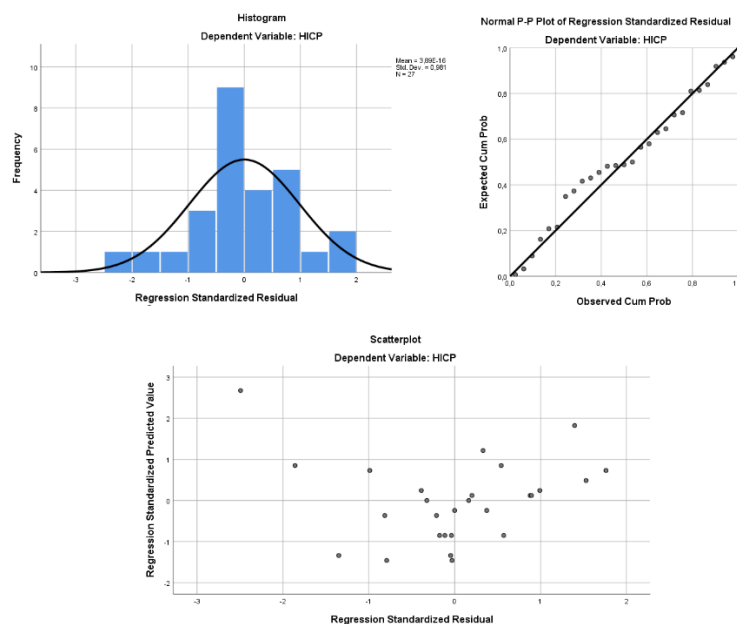 Histogram
Dependent Variable: HICP
Mean = 3,89E-16
Std. Dev. = 0,981
N = 27
10
8
6
4
2
0
Frequency
-3
-2
-1
0
1
2
Regression Standardized Residual
Normal P-P Plot of Regression Standardized Residual
Dependent Variable: HICP
1,0
0,8
0,6
0,4
0,2
0,0
Expected Cum Prob
0,0
0,2
0,4
0,6
0,8
Observed Cum Prob
Scatterplot
Dependent Variable: HICP
3
2
1
0
-1
-2
Regression Standardized Predicted Value
-3
-2
-1
0
1
2
Regression Standardized Residual